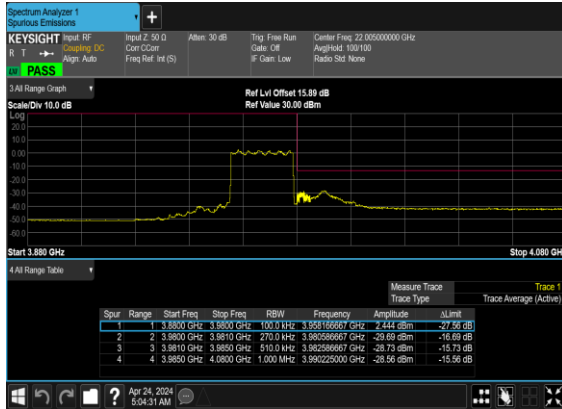 Spectrum Analyzer 1
Spurious Emissions
KEYSIGHT
R T
LXI PASS
Input: RF
Coupling: DC
Align: Auto
Input Z: 50 Ω
Corr CCorr
Freq Ref: Int (S)
Atten: 30 dB
Trig: Free Run
Gate: Off
IF Gain: Low
Center Freq: 22.005000000 GHz
Avg|Hold: 100/100
Radio Std: None
3 All Range Graph
Scale/Div 10.0 dB
Ref Lvl Offset 15.89 dB
Ref Value 30.00 dBm
Log
20.0
10.0
0.00
-10.0
-20.0
-30.0
-40.0
-50.0
-60.0
Start 3.880 GHz
Stop 4.080 GH
4 All Range Table
Measure Trace Trace 1
Trace Type Trace Average (Active)
Spur Range Start Freq Stop Freq RBW Frequency Amplitude ΔLimit
1 1 3.8800 GHz 3.9800 GHz 100.0 kHz 3.958166667 GHz 2.444 dBm -27.56 dB
2 2 3.9800 GHz 3.9810 GHz 270.0 kHz 3.980586667 GHz -29.69 dBm -16.69 dB
3 3 3.9810 GHz 3.9850 GHz 510.0 kHz 3.982586667 GHz -28.73 dBm -15.73 dB
4 4 3.9850 GHz 4.0800 GHz 1.000 MHz 3.990225000 GHz -28.56 dBm -15.56 dB
?
Apr 24, 2024
5:04:31 AM